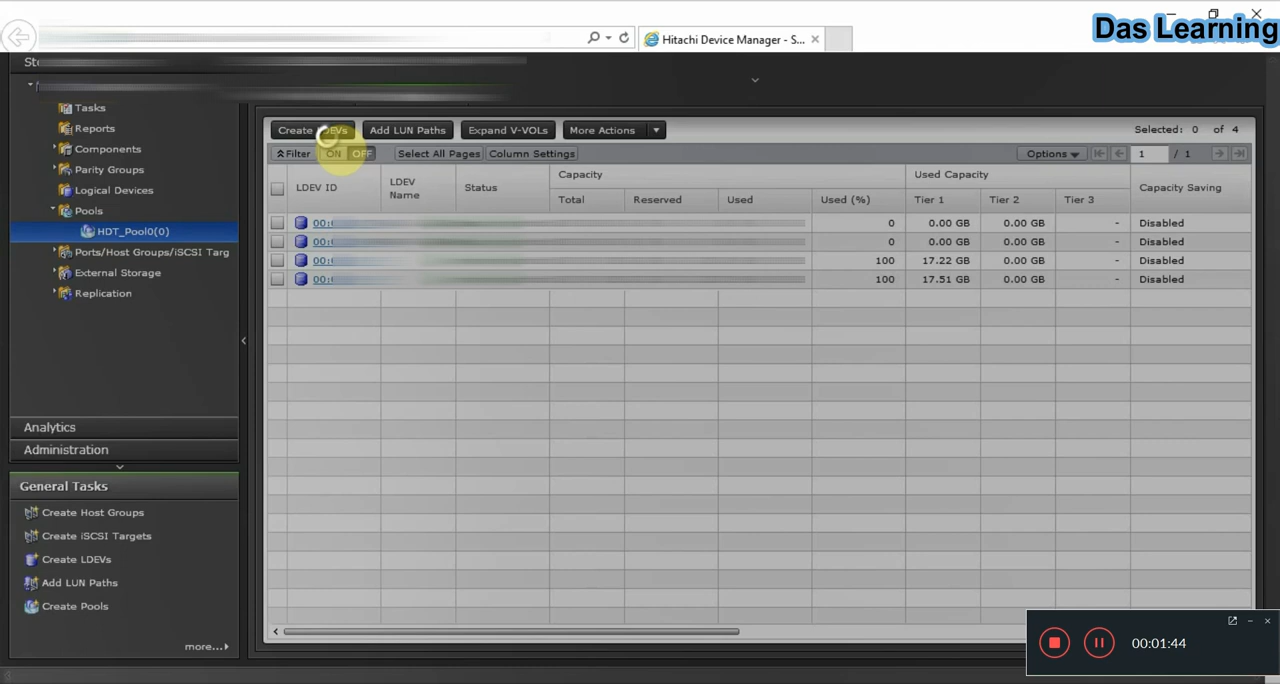 Das Learning
Hitachi Device Manager - S...
Tasks
Reports
Components
Parity Groups
Logical Devices
Pools
HDT_Pool0(0)
Ports/Host Groups/iSCSI Targ
External Storage
Replication
Analytics
Administration
General Tasks
Create Host Groups
Create iSCSI Targets
Create LDEVs
Add LUN Paths
Create Pools
more...
Create LDEVs Add LUN Paths Expand V-VOLs More Actions Selected: 0 of 4
Filter ON OFF Select All Pages Column Settings Options 1 / 1
LDEV ID LDEV Name Status Capacity Used Capacity Capacity Saving
Total Reserved Used Used (%) Tier 1 Tier 2 Tier 3
00: 0 0.00 GB 0.00 GB - Disabled
00: 0 0.00 GB 0.00 GB - Disabled
00: 100 17.22 GB 0.00 GB - Disabled
00: 100 17.51 GB 0.00 GB - Disabled
00:01:44